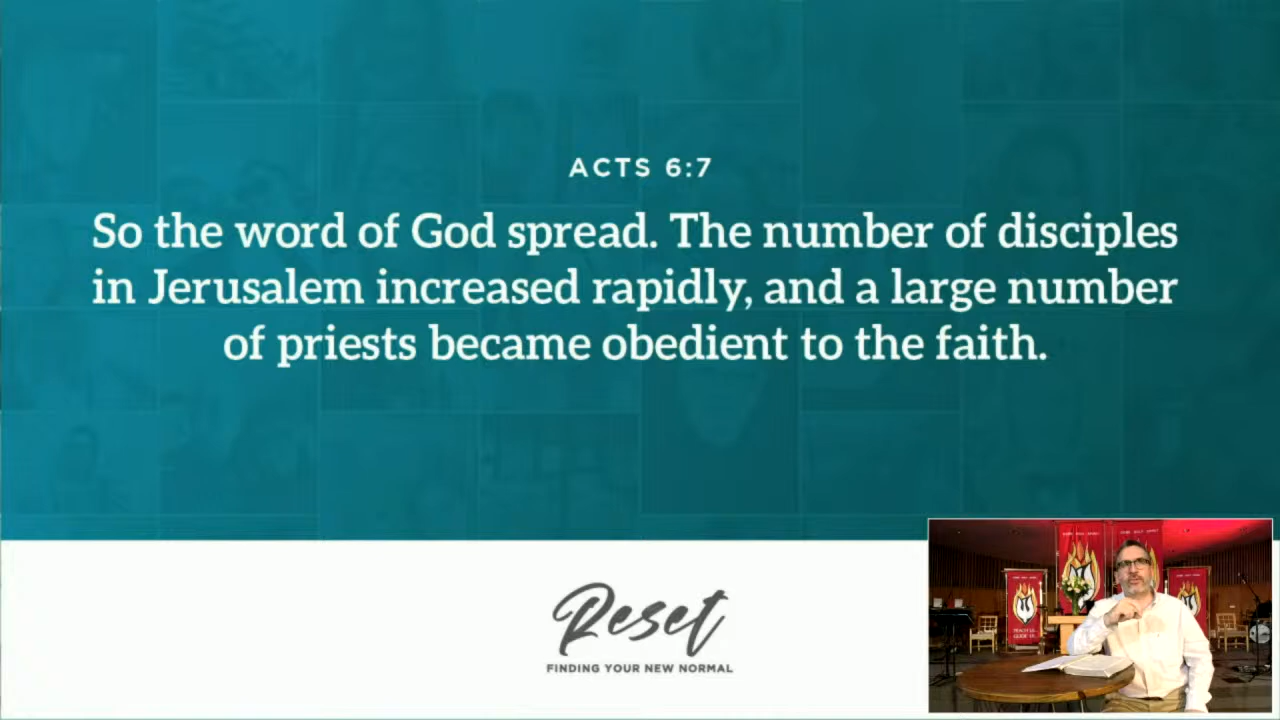 ACTS 6:7
So the word of God spread. The number of disciples
in Jerusalem increased rapidly, and a large number
of priests became obedient to the faith.
Reset
FINDING YOUR NEW NORMAL